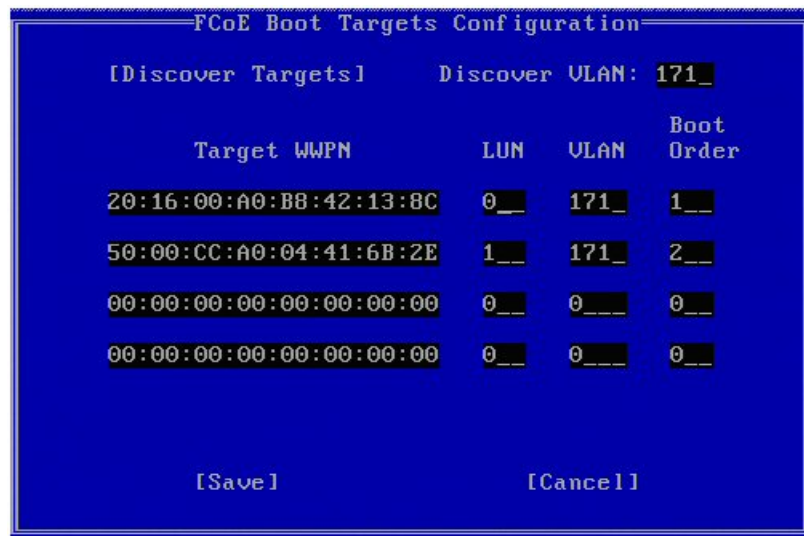 FCoE Boot Targets Configuration
[Discover Targets] Discover VLAN: 171_
Boot
Target WWPN LUN VLAN Order
20:16:00:A0:B8:42:13:8C 0__ 171_ 1__
50:00:CC:A0:04:41:6B:2E 1__ 171_ 2__
00:00:00:00:00:00:00:00 0__ 0___ 0__
00:00:00:00:00:00:00:00 0__ 0___ 0__
[Save] [Cancel]